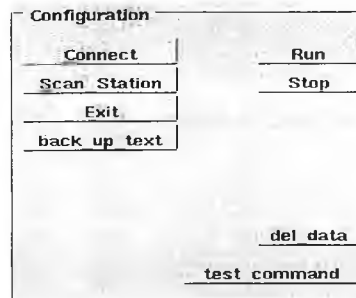 Configuration
Connect
Run
Scan Station
Stop
Exit
back up text
del data
test command